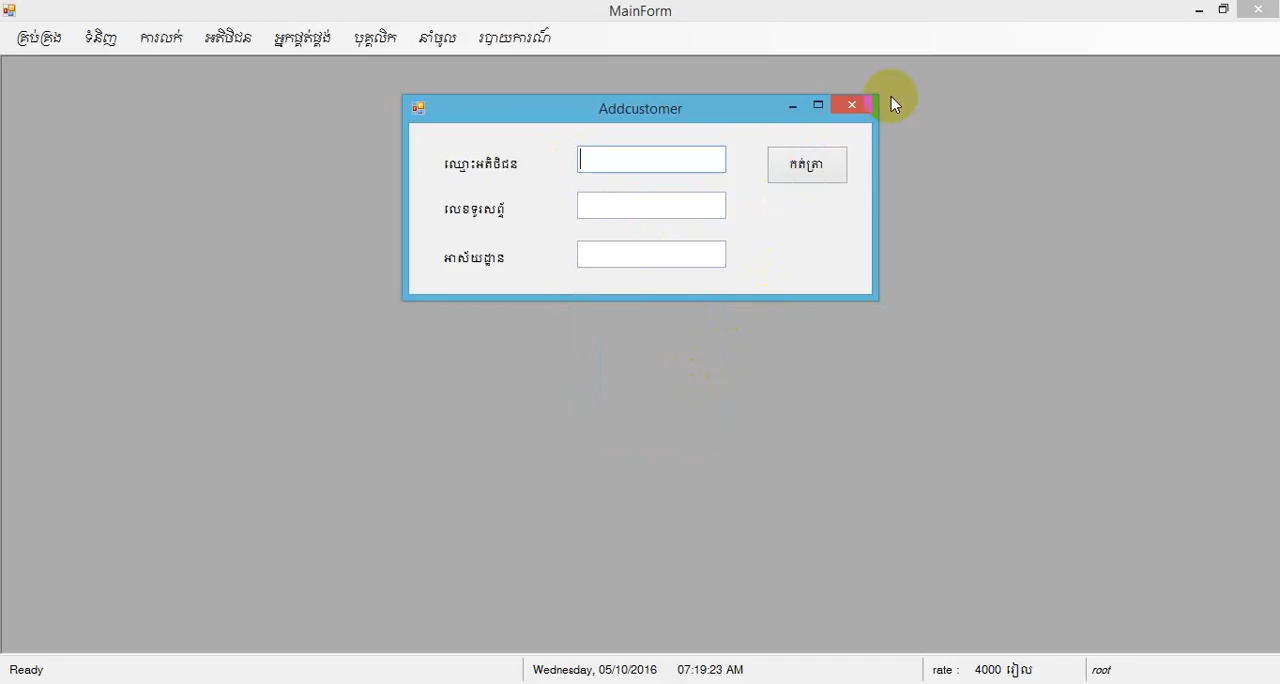 MainForm
គ្រប់គ្រង ទំនិញ ការលក់ អតិថិជន អ្នកផ្គត់ផ្គង់ បុគ្គលិក នាំចូល របាយការណ៍
Addcustomer
ឈ្មោះអតិថិជន
កត់ត្រា
លេខទូរសព្ទ័
អាស័យដ្ឋាន
Ready
Wednesday, 05/10/2016 07:19:23 AM
rate : 4000 រៀល
root